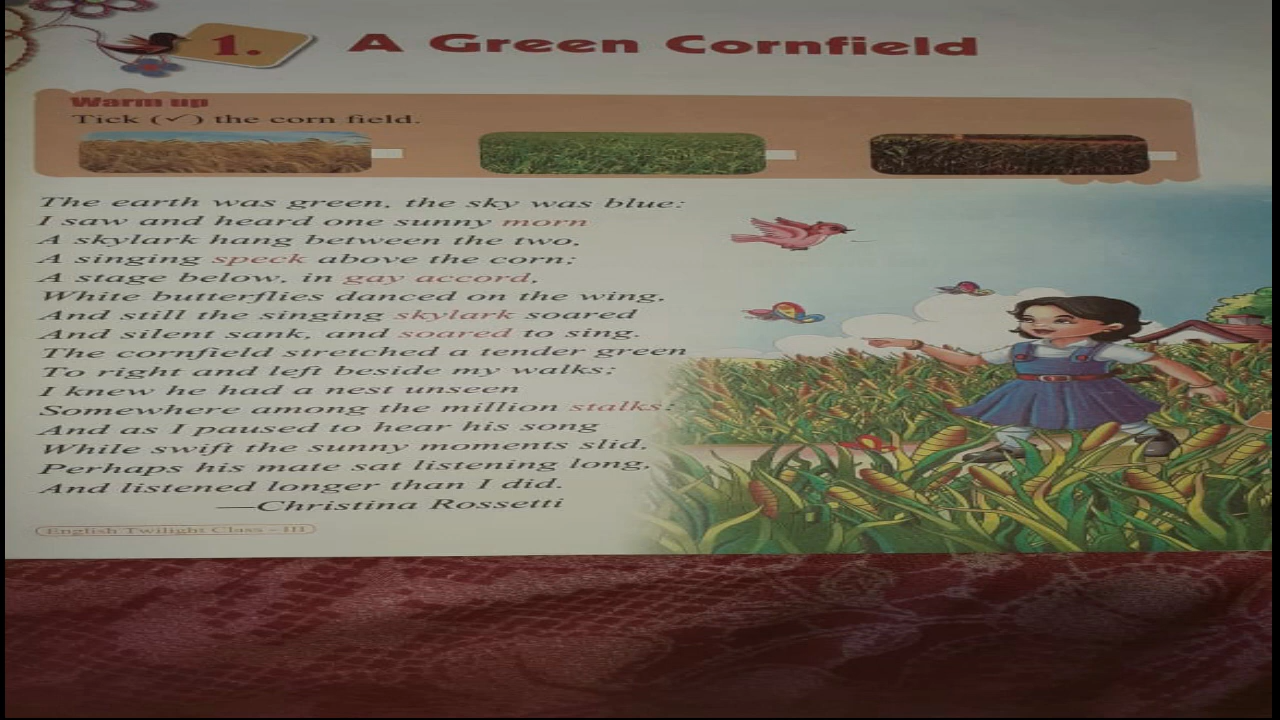 1. A Green Cornfield
Warm up
Tick (✓) the corn field.
The earth was green, the sky was blue:
I saw and heard one sunny morn
A skylark hang between the two,
A singing speck above the corn;
A stage below, in gay accord,
White butterflies danced on the wing,
And still the singing skylark soared
And silent sank, and soared to sing.
The cornfield stretched a tender green
To right and left beside my walks;
I knew he had a nest unseen
Somewhere among the million stalks:
And as I paused to hear his song
While swift the sunny moments slid,
Perhaps his mate sat listening long,
And listened longer than I did.
—Christina Rossetti
English Twilight Class - III